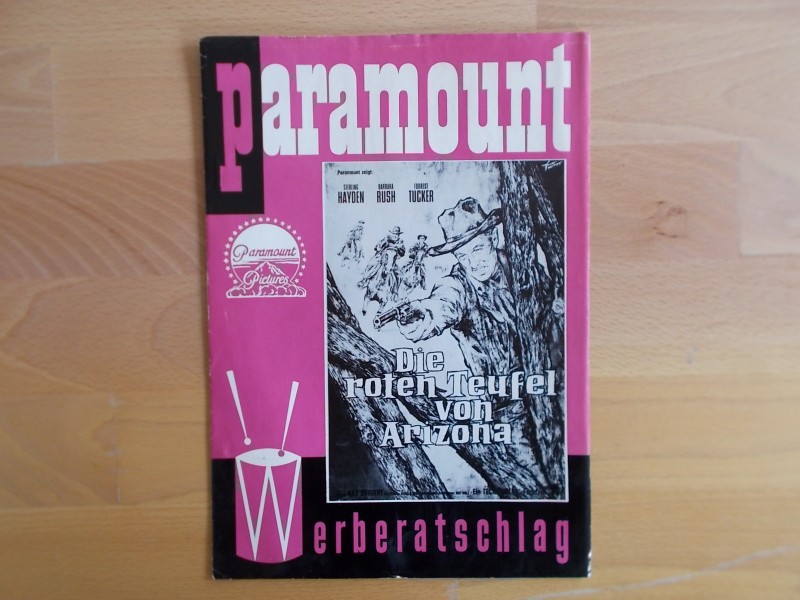 paramount
Paramount zeigt:
STERLING BARBARA FORREST
HAYDEN RUSH TUCKER
Paramount
Pictures
Die
roten Teufel
von
Arizona
Werberatschlag